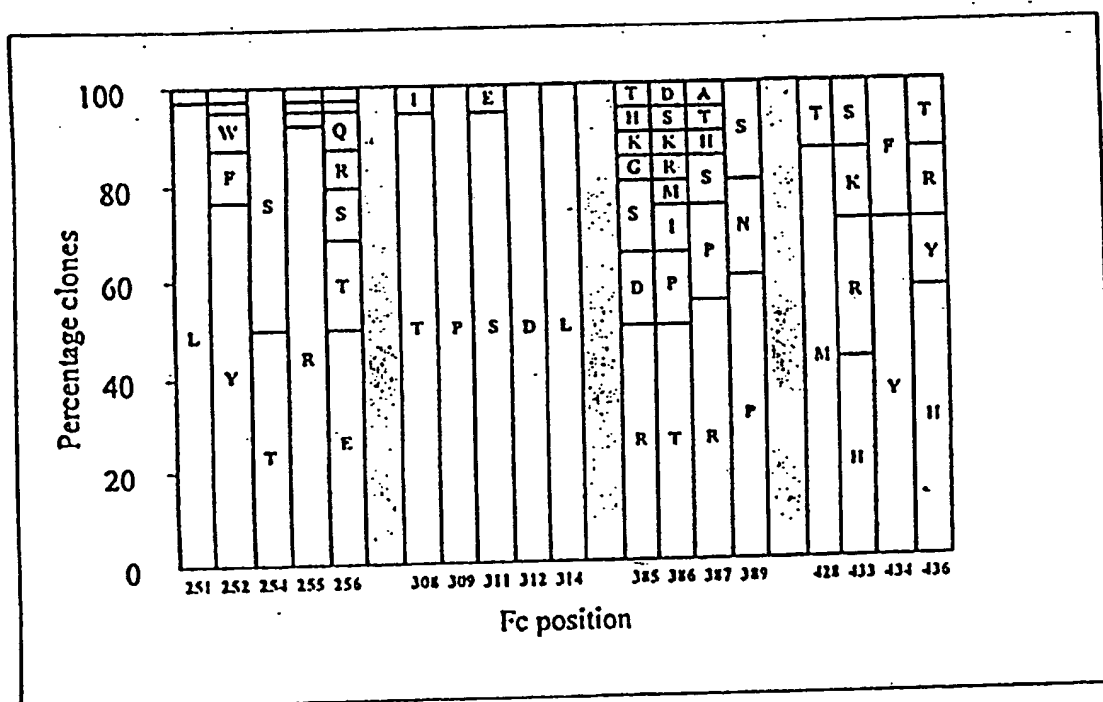 100 I E T D A
T S T
H S T
W Q S
K K H F
F R G R S K R
80 M
S S S N
I P Y
60 T D P R
L T P S D L
R M
40 Y Y
P H
E R T R
T H
20
0
Percentage clones
251 252 254 255 256 308 309 311 312 314 385 386 387 389 428 433 434 436
Fc position